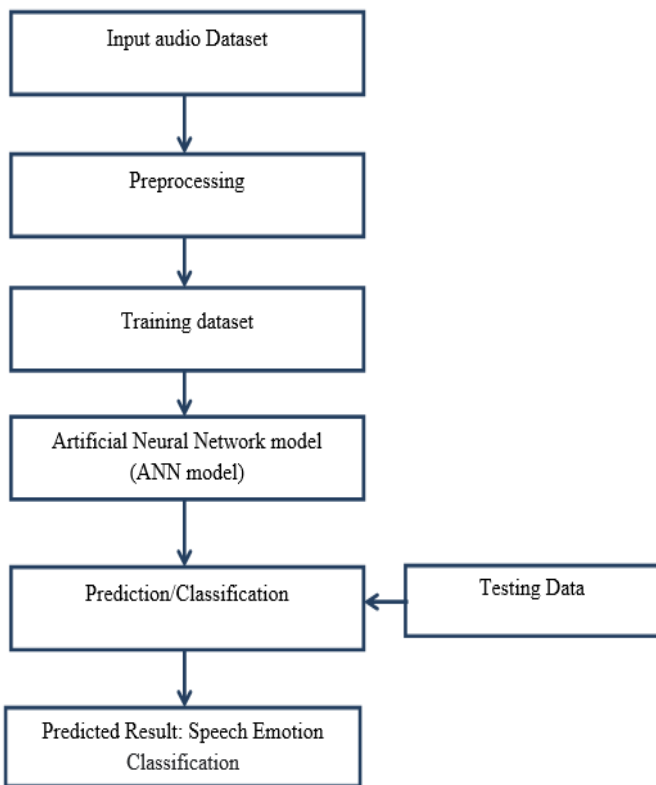 Input audio Dataset
Preprocessing
Training dataset
Artificial Neural Network model
(ANN model)
Prediction/Classification
Testing Data
Predicted Result: Speech Emotion
Classification